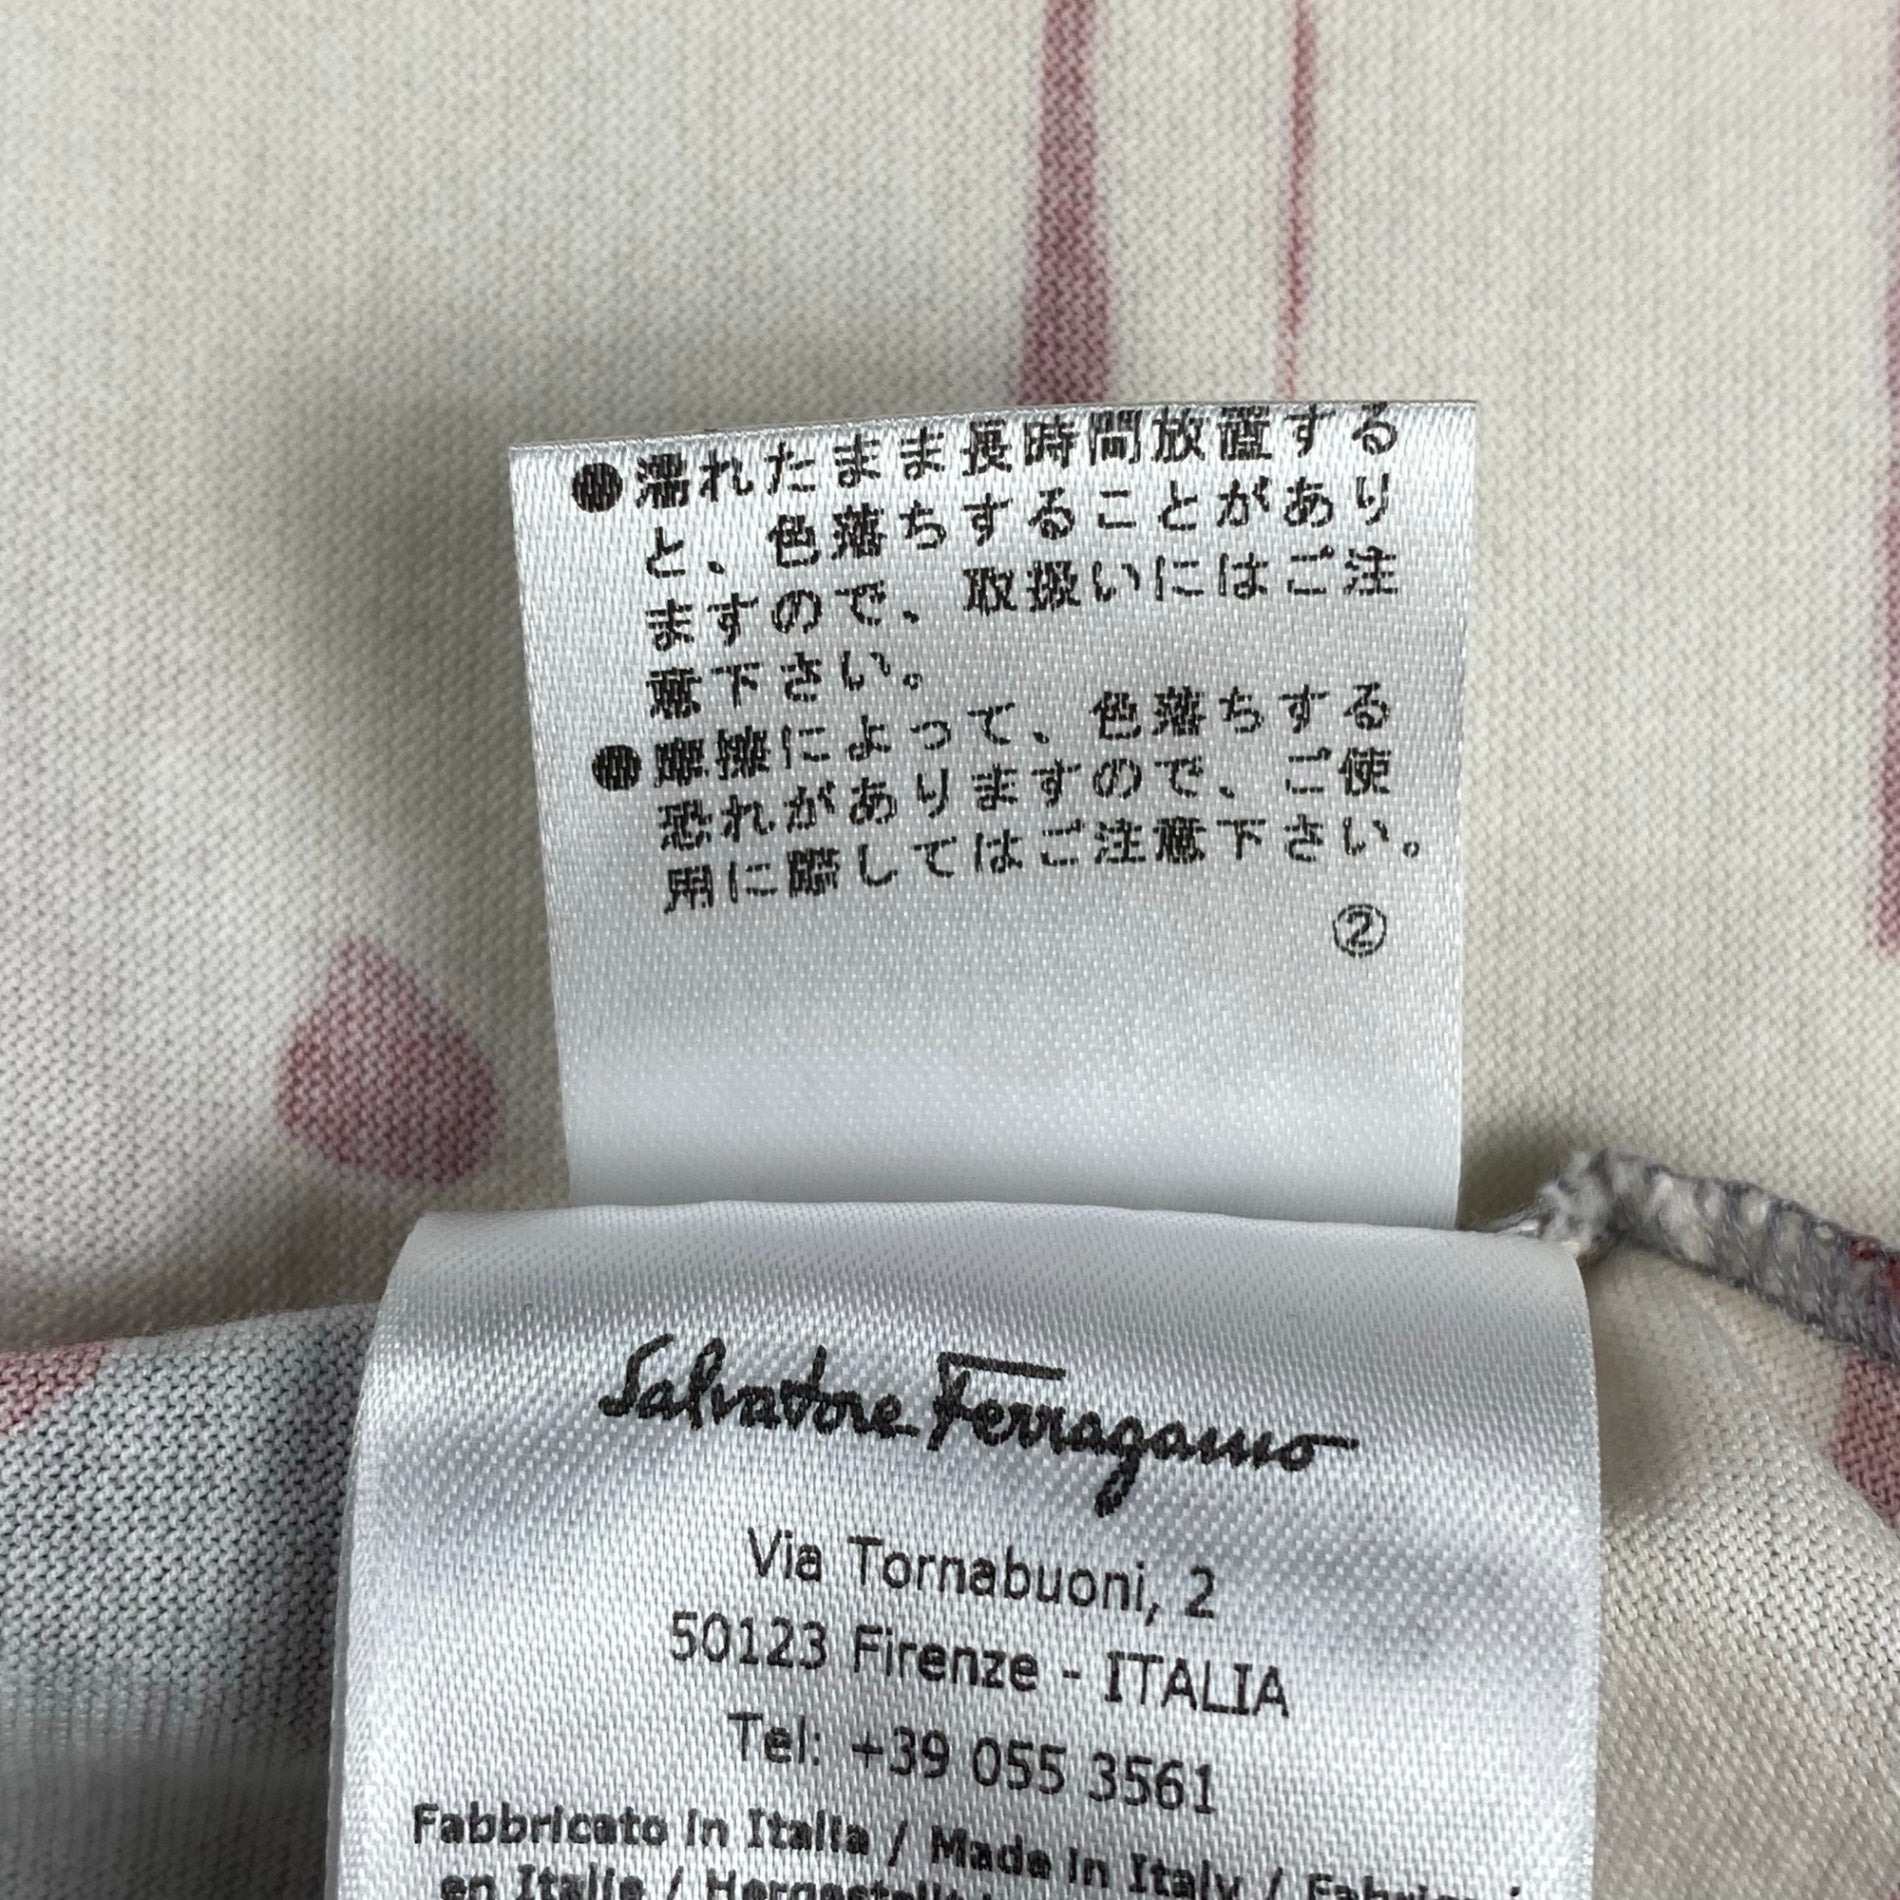 ●濡れたまま長時間放置する
と、色落ちすることがあり
ますので、取扱いにはご注
意下さい。
●摩擦によって、色落ちする
恐れがありますので、ご使
用に際してはご注意下さい。
②
Salvatore Ferragamo
Via Tornabuoni, 2
50123 Firenze - ITALIA
Tel: +39 055 3561
Fabbricato in Italia / Made in Italy /
en Italie /